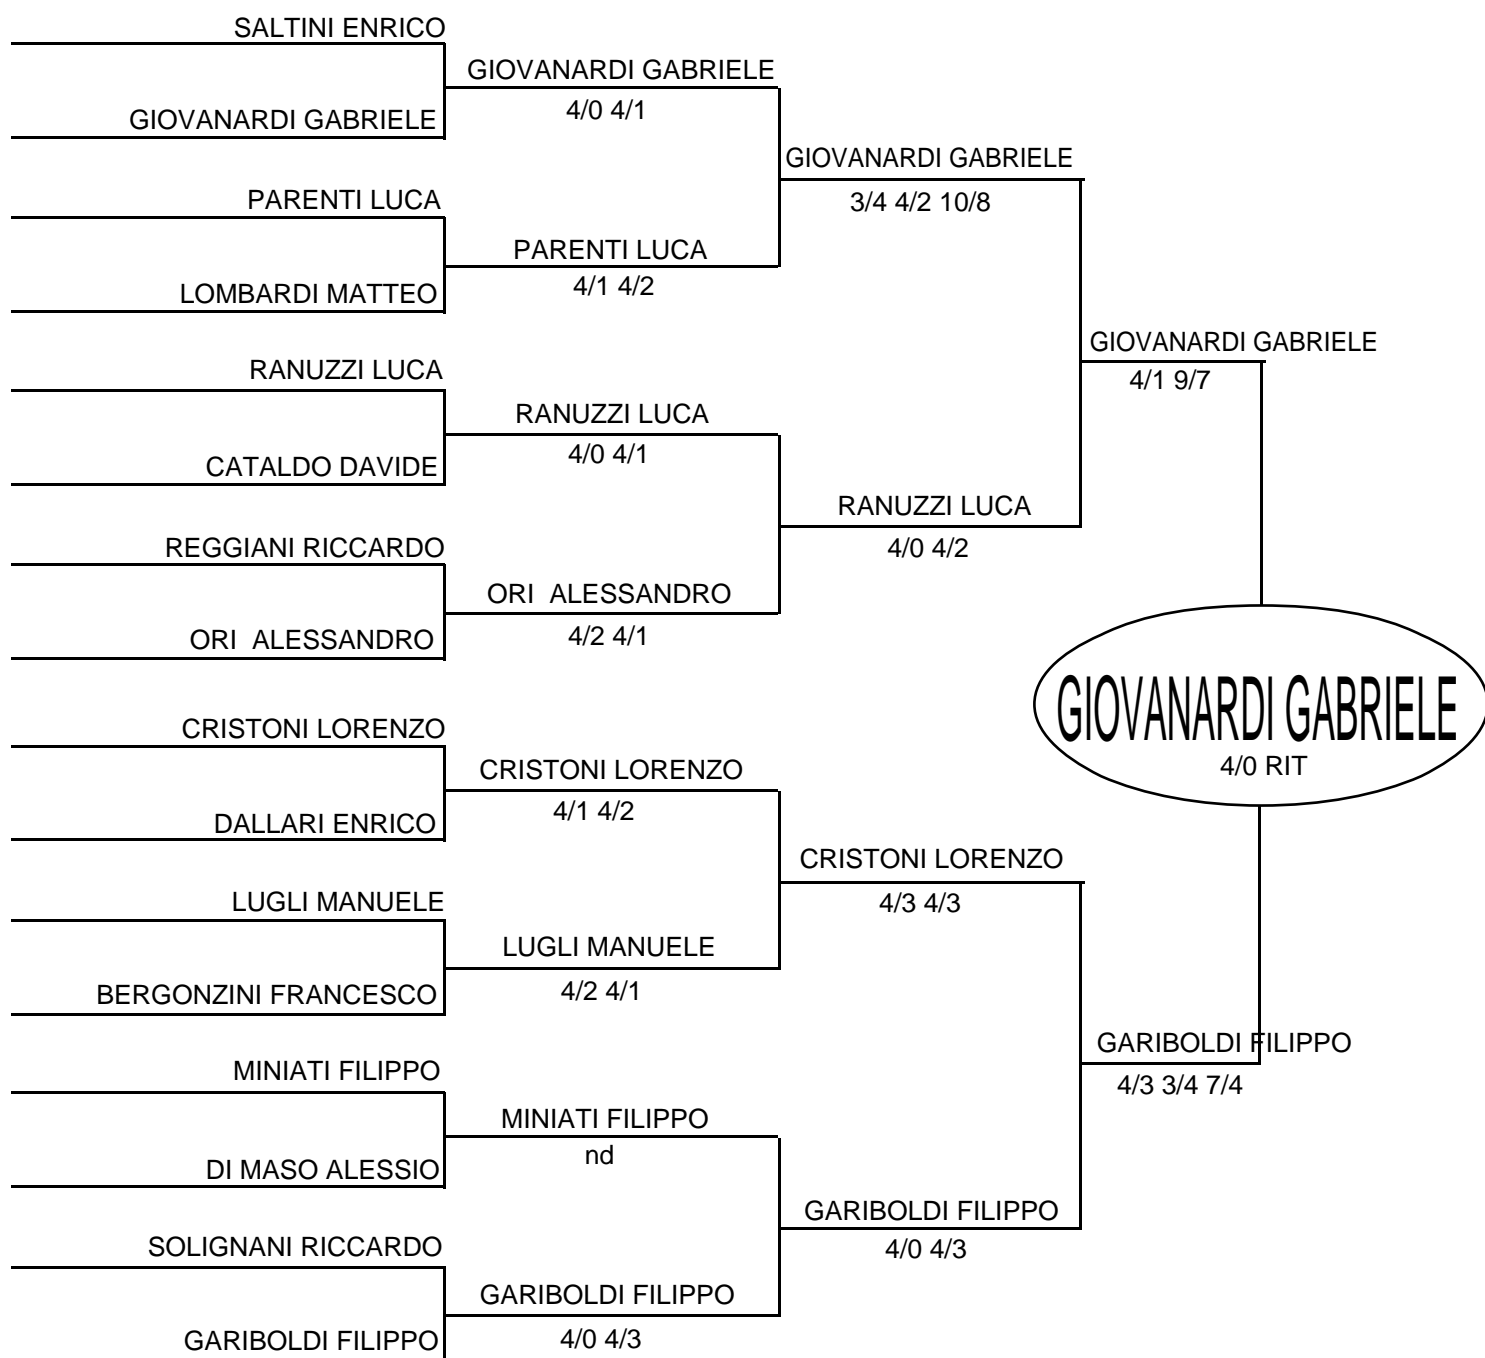 SALTINI ENRICO
GIOVANARDI GABRIELE
4/0 4/1
GIOVANARDI GABRIELE
GIOVANARDI GABRIELE
3/4 4/2 10/8
PARENTI LUCA
PARENTI LUCA
4/1 4/2
LOMBARDI MATTEO
GIOVANARDI GABRIELE
4/1 9/7
RANUZZI LUCA
RANUZZI LUCA
4/0 4/1
CATALDO DAVIDE
RANUZZI LUCA
4/0 4/2
REGGIANI RICCARDO
ORI  ALESSANDRO
4/2 4/1
ORI  ALESSANDRO
GIOVANARDI GABRIELE
4/0 RIT
CRISTONI LORENZO
CRISTONI LORENZO
4/1 4/2
DALLARI ENRICO
CRISTONI LORENZO
4/3 4/3
LUGLI MANUELE
LUGLI MANUELE
4/2 4/1
BERGONZINI FRANCESCO
GARIBOLDI FILIPPO
4/3 3/4 7/4
MINIATI FILIPPO
MINIATI FILIPPO
nd
DI MASO ALESSIO
GARIBOLDI FILIPPO
4/0 4/3
SOLIGNANI RICCARDO
GARIBOLDI FILIPPO
4/0 4/3
GARIBOLDI FILIPPO